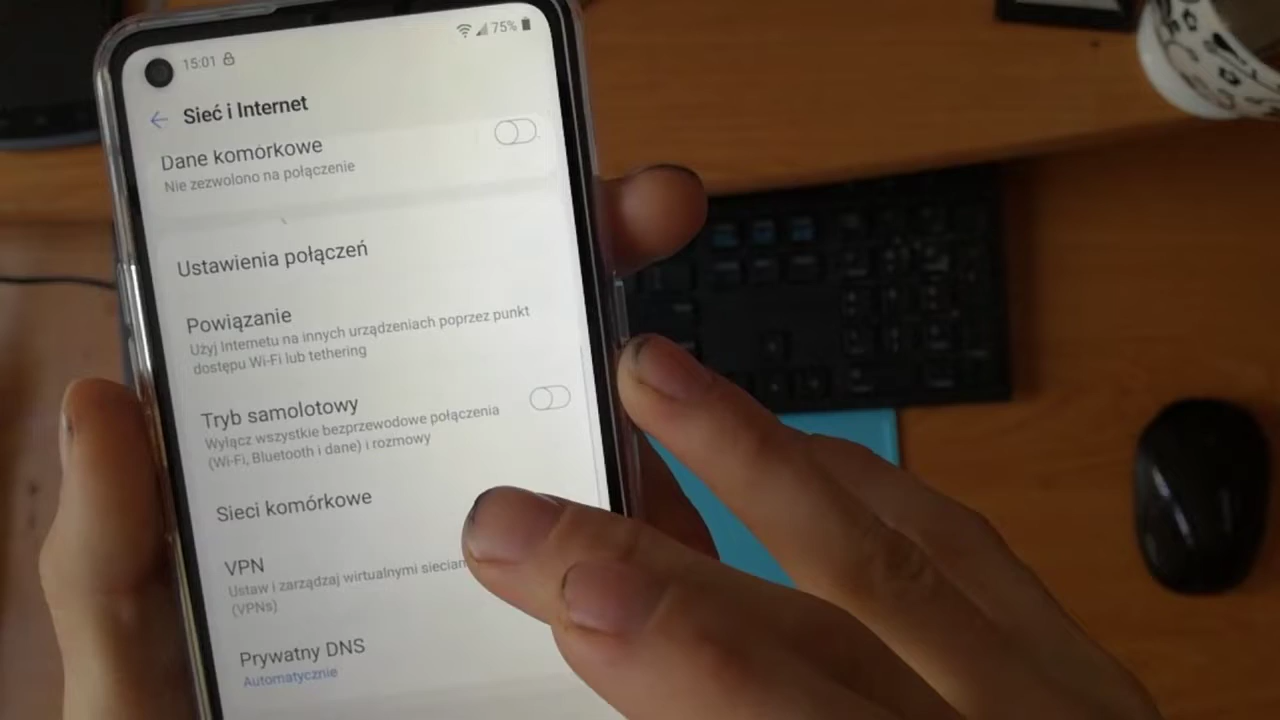 15:01
75%
Sieć i Internet
Dane komórkowe
Nie zezwolono na połączenie
Ustawienia połączeń
Powiązanie
Użyj Internetu na innych urządzeniach poprzez punkt
dostępu Wi-Fi lub tethering
Tryb samolotowy
Wyłącz wszystkie bezprzewodowe połączenia
(Wi-Fi, Bluetooth i dane) i rozmowy
Sieci komórkowe
VPN
Ustaw i zarządzaj wirtualnymi
(VPNs)
Prywatny DNS
Automatycznie